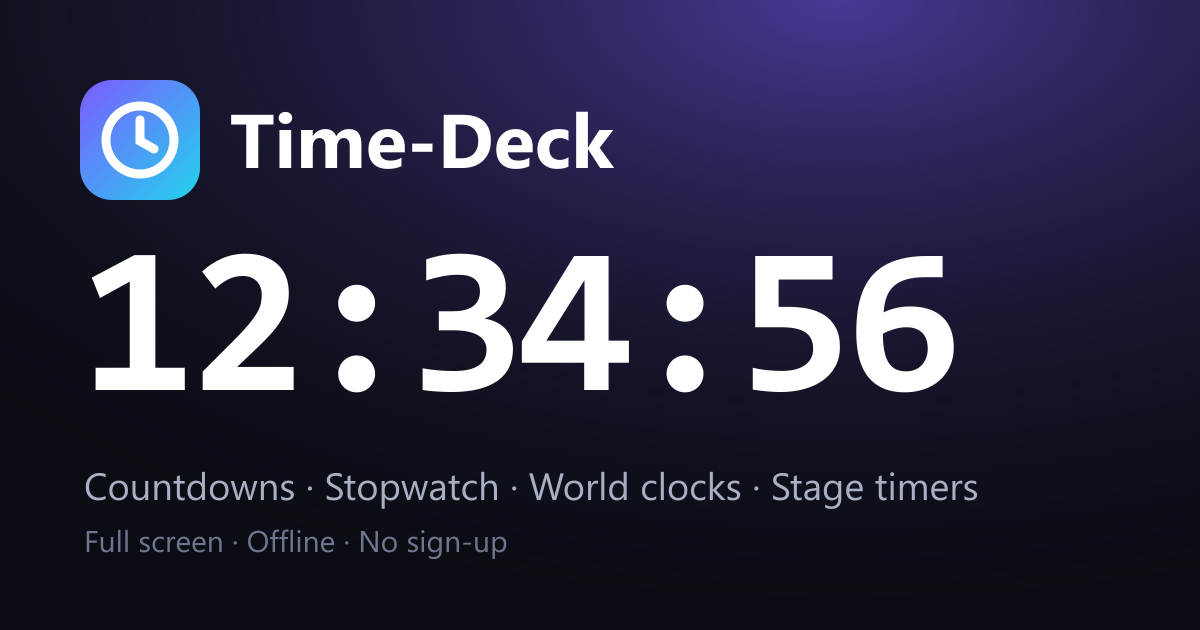 Time-Deck
12:34:56
Countdowns · Stopwatch · World clocks · Stage timers
Full screen · Offline · No sign-up